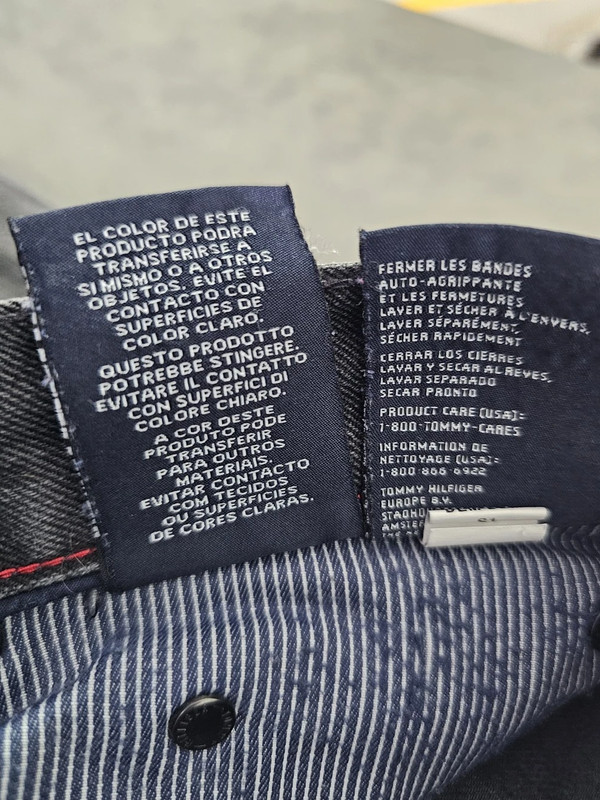 EL COLOR DE ESTE
PRODUCTO PODRA
TRANSFERIRSE A
SI MISMO O A OTROS
OBJETOS. EVITE EL
CONTACTO CON
SUPERFICIES DE
COLOR CLARO.
QUESTO PRODOTTO
POTREBBE STINGERE.
EVITARE IL CONTATTO
CON SUPERFICI DI
COLORE CHIARO.
A COR DESTE
PRODUTO PODE
TRANSFERIR
PARA OUTROS
MATERIAIS.
EVITAR CONTACTO
COM TECIDOS
OU SUPERFICIES
DE CORES CLARAS.
FERMER LES BANDES
AUTO-AGRIPPANTE
ET LES FERMETURES
LAVER ET SÉCHER À L'ENVERS,
LAVER SÉPARÉMENT,
SÉCHER RAPIDEMENT
CERRAR LOS CIERRES
LAVAR Y SECAR AL REVES,
LAVAR SEPARADO
SECAR PRONTO
PRODUCT CARE (USA):
1-800-TOMMY-CARES
INFORMATION DE
NETTOYAGE (USA):
1-800 866-6922
TOMMY HILFIGER
EUROPE B.V.